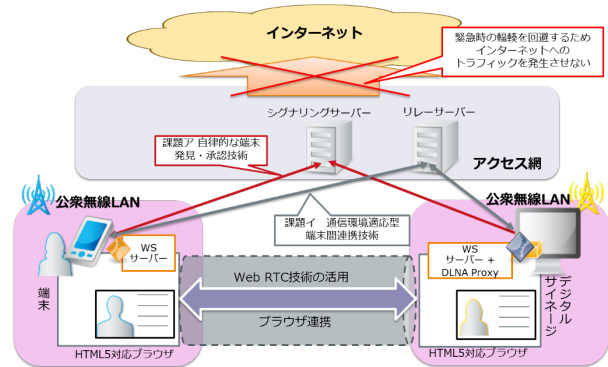 インターネット
緊急時の輻輳を回避するため
インターネットへの
トラフィックを発生させない
シグナリングサーバー
リレーサーバー
課題ア 自律的な端末
発見・承認技術
アクセス網
公衆無線LAN
公衆無線LAN
課題イ 通信環境適応型
端末間連携技術
WS
サーバー
WS
サーバー +
DLNA Proxy
端末
Web RTC技術の活用
ブラウザ連携
デジタル
サイネージ
HTML5対応ブラウザ
HTML5対応ブラウザ